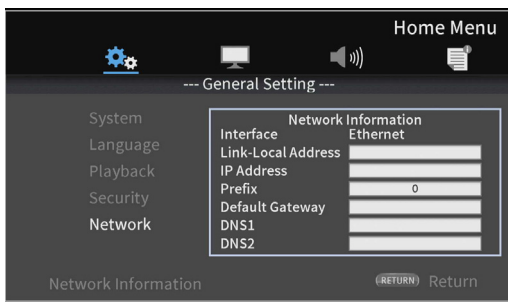 Home Menu
--- General Setting ---
System
Language
Playback
Security
Network
Network Information
Interface Ethernet
Link-Local Address
IP Address
Prefix 0
Default Gateway
DNS1
DNS2
Network Information
RETURN Return